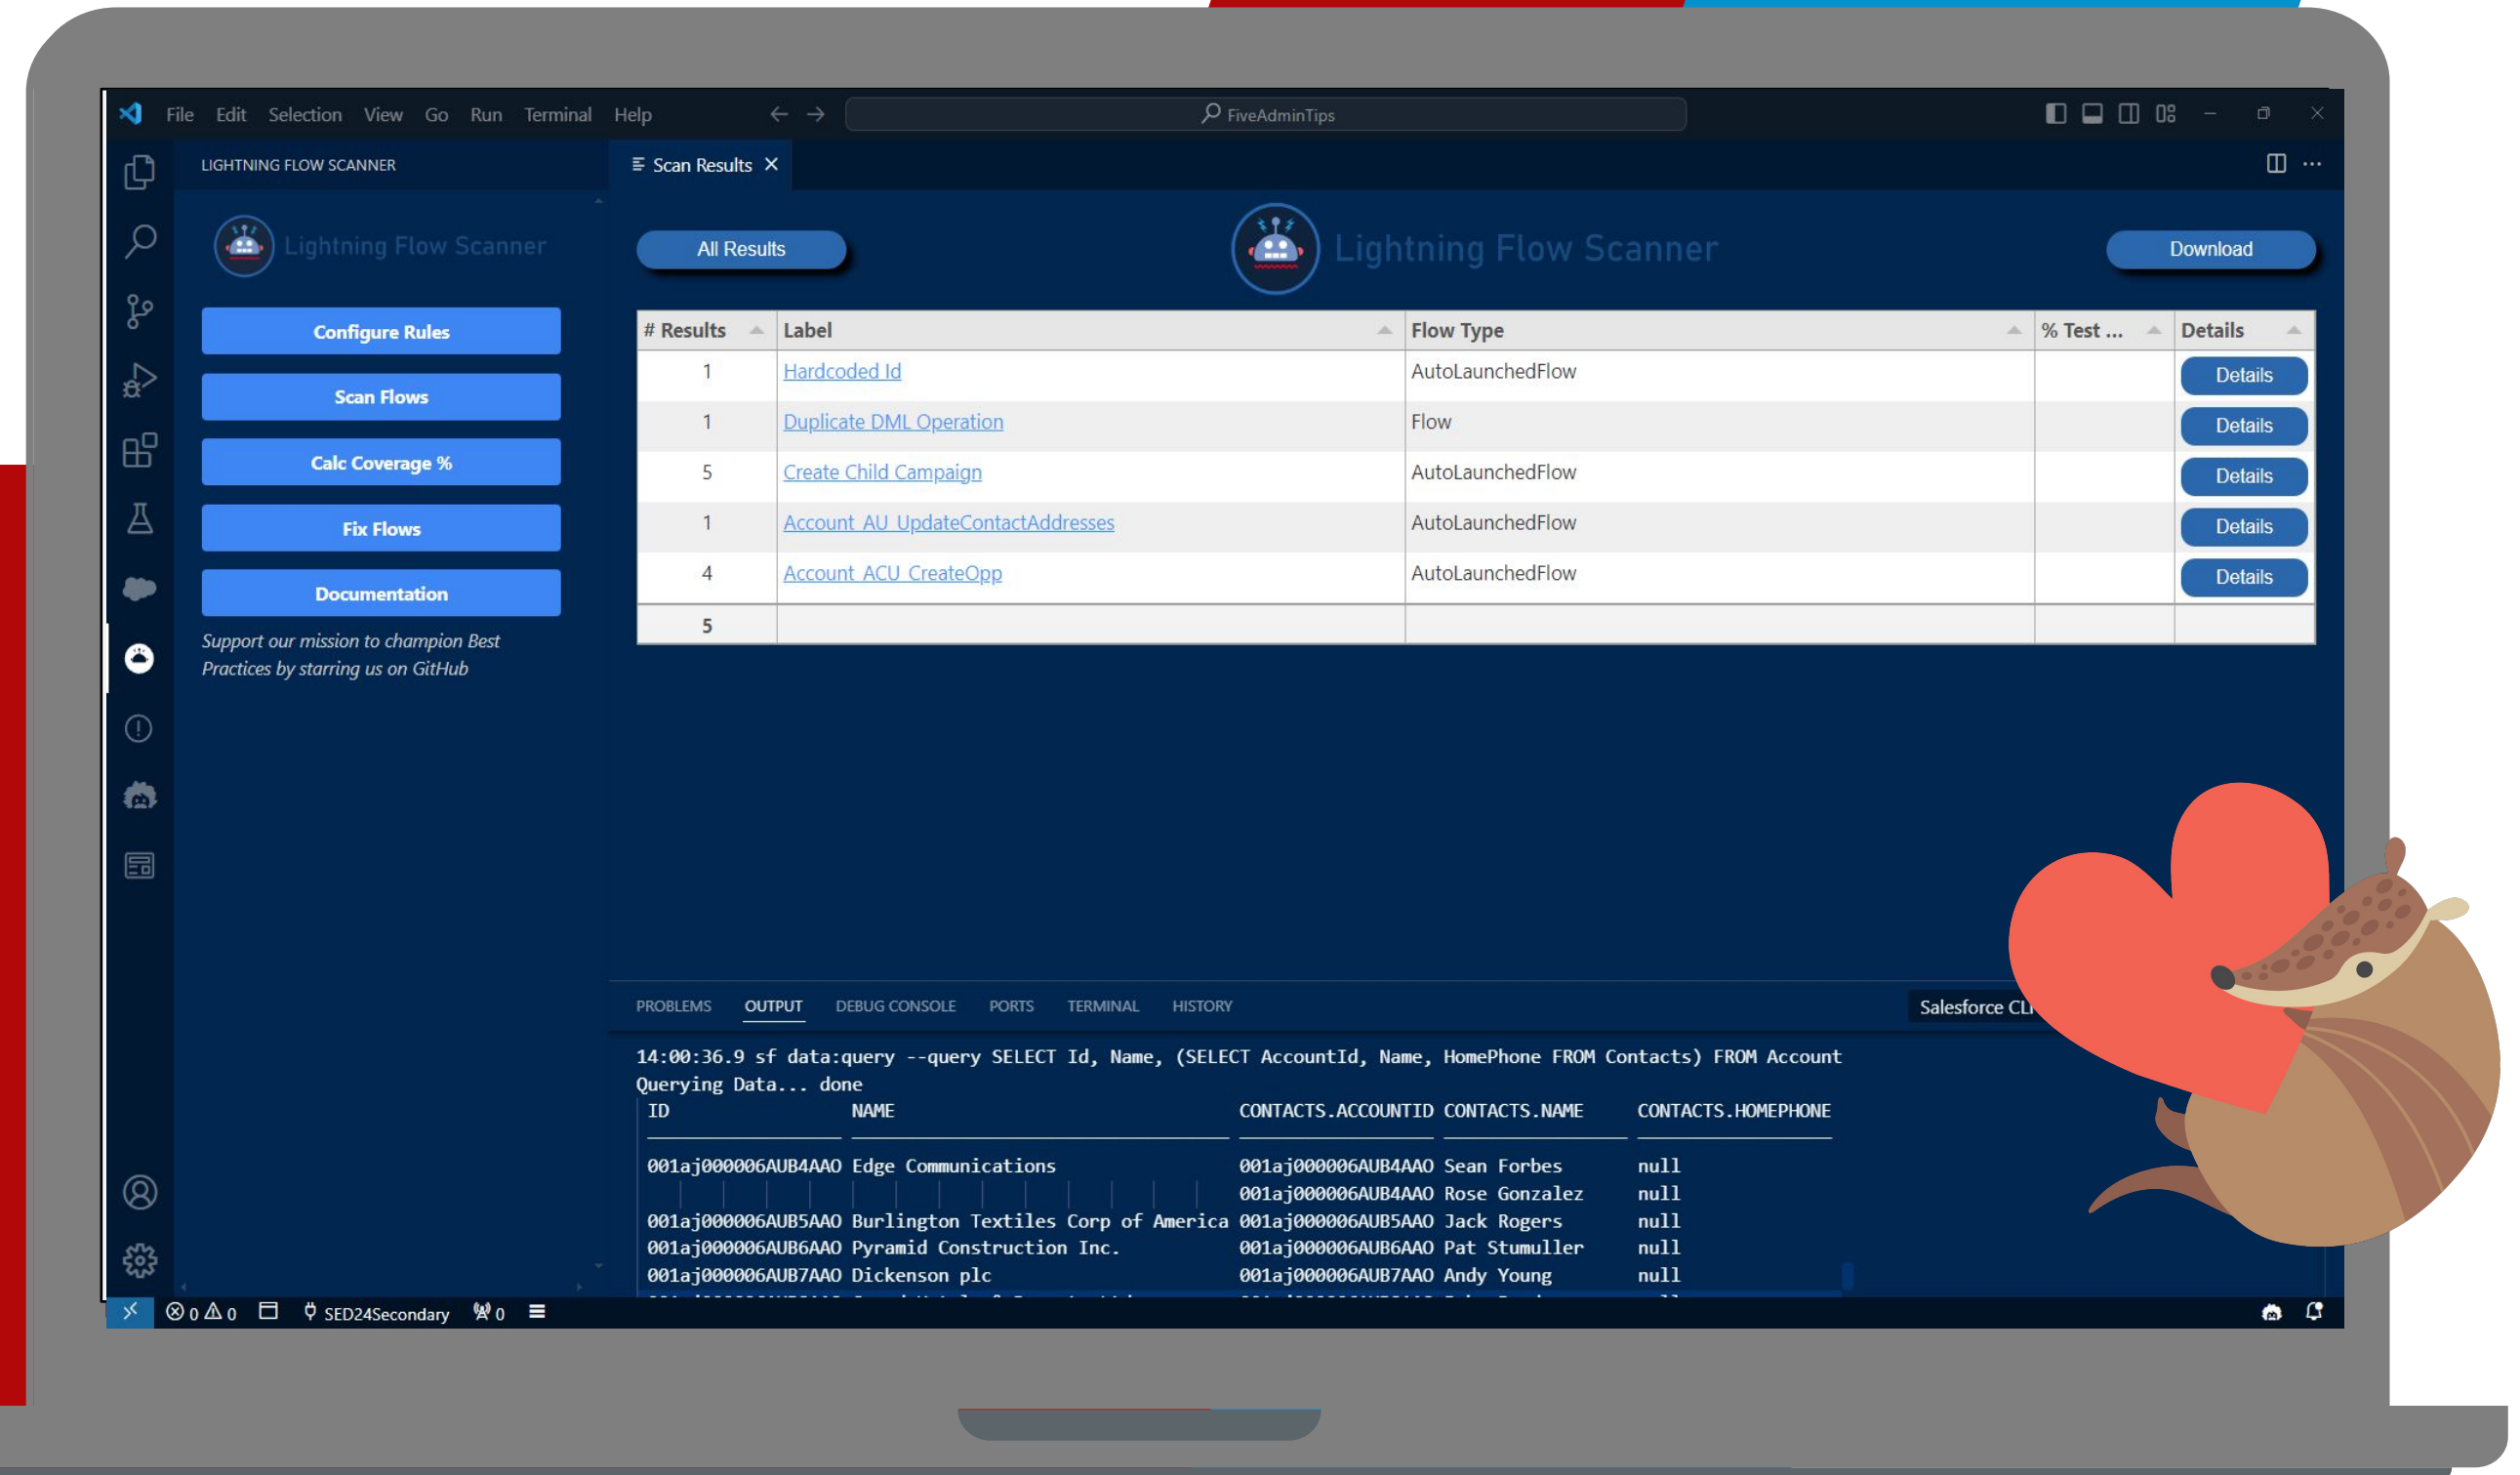 File Edit Selection View Go Run Terminal Help FiveAdminTips
LIGHTNING FLOW SCANNER
Scan Results
Lightning Flow Scanner
Configure Rules
Scan Flows
Calc Coverage %
Fix Flows
Documentation
Support our mission to champion Best
Practices by starring us on GitHub
All Results
Lightning Flow Scanner
Download
# Results Label Flow Type % Test ... Details
1 Hardcoded Id AutoLaunchedFlow Details
1 Duplicate DML Operation Flow Details
5 Create Child Campaign AutoLaunchedFlow Details
1 Account_AU_UpdateContactAddresses AutoLaunchedFlow Details
4 Account_ACU_CreateOpp AutoLaunchedFlow Details
5
PROBLEMS OUTPUT DEBUG CONSOLE PORTS TERMINAL HISTORY Salesforce CLI
14:00:36.9 sf data:query --query SELECT Id, Name, (SELECT AccountId, Name, HomePhone FROM Contacts) FROM Account
Querying Data... done
ID NAME CONTACTS.ACCOUNTID CONTACTS.NAME CONTACTS.HOMEPHONE
001aj000006AUB4AAO Edge Communications 001aj000006AUB4AAO Sean Forbes null
001aj000006AUB4AAO Rose Gonzalez null
001aj000006AUB5AAO Burlington Textiles Corp of America 001aj000006AUB5AAO Jack Rogers null
001aj000006AUB6AAO Pyramid Construction Inc. 001aj000006AUB6AAO Pat Stumuller null
001aj000006AUB7AAO Dickenson plc 001aj000006AUB7AAO Andy Young null
0 0 SED24Secondary 0